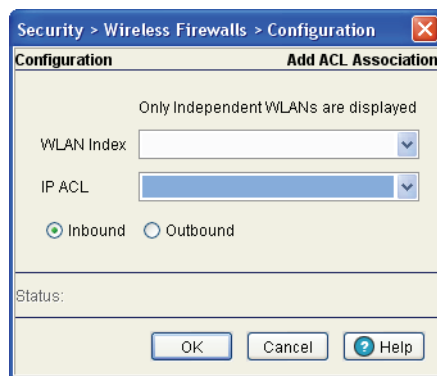 Security > Wireless Firewalls > Configuration
Configuration Add ACL Association
Only Independent WLANs are displayed
WLAN Index
IP ACL
Inbound Outbound
Status:
OK Cancel ? Help